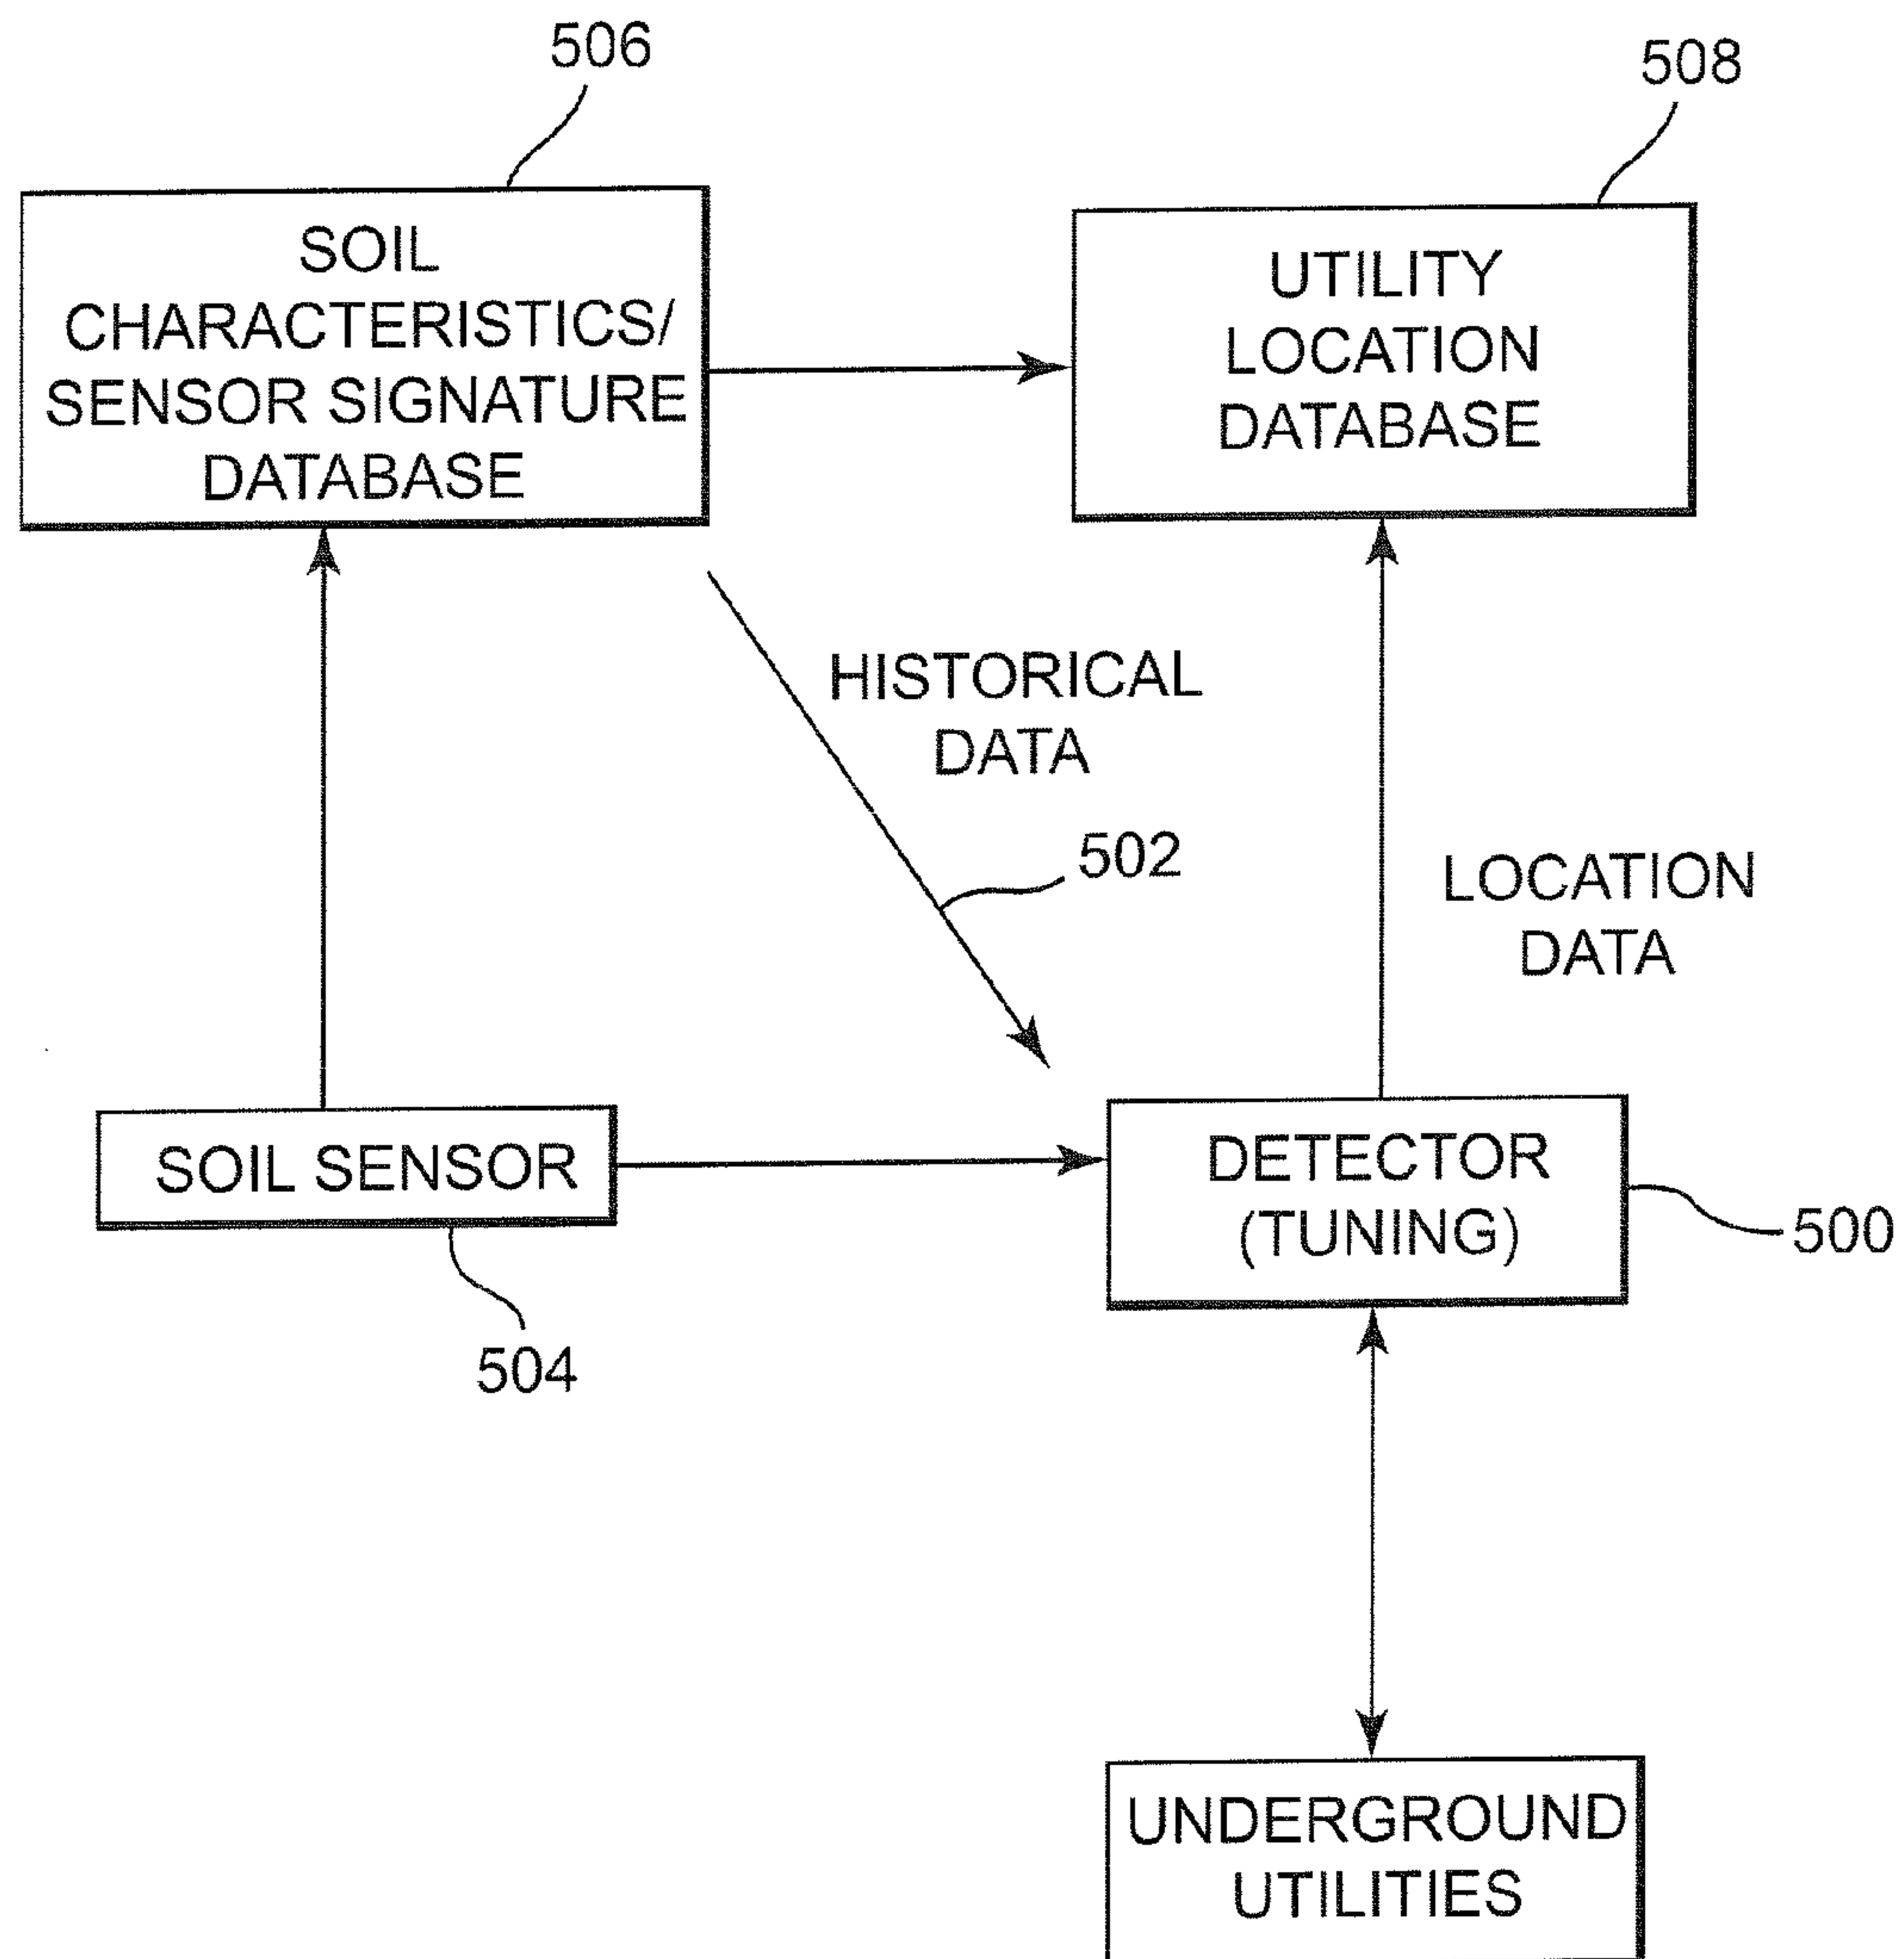 506
508
SOIL
CHARACTERISTICS/
SENSOR SIGNATURE
DATABASE
UTILITY
LOCATION
DATABASE
HISTORICAL
DATA
502
LOCATION
DATA
SOIL SENSOR
DETECTOR
(TUNING)
500
504
UNDERGROUND
UTILITIES